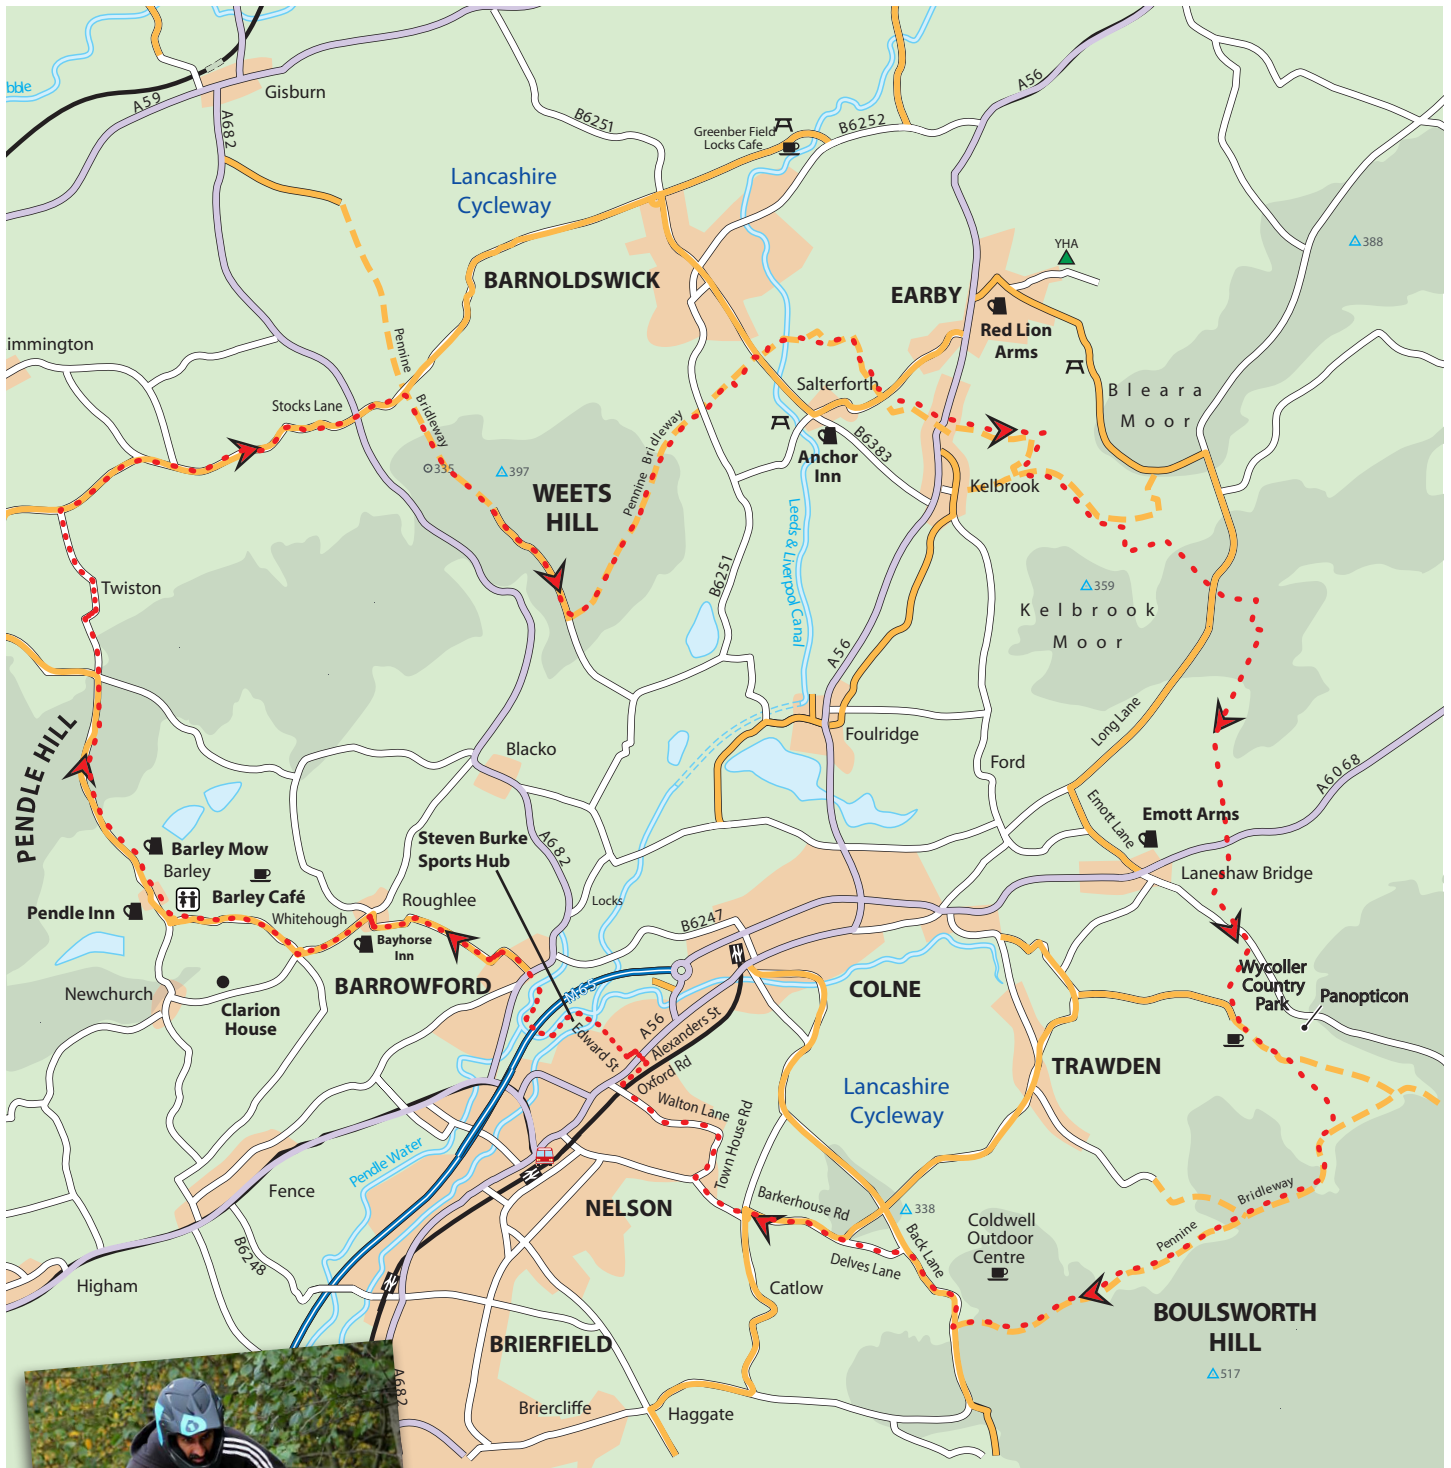 bble
A59
Gisburn
A682
B6251
Greenber Field
Locks Cafe
B6252
A56
Lancashire
Cycleway
388
BARNOLDSWICK
YHA
EARBY
Red Lion
Arms
immington
Pennine
Bridleway
Stocks Lane
Salterforth
Bleara
Moor
335
397
WEETS
HILL
Pennine Bridleway
Anchor
Inn
B6383
Kelbrook
Leeds & Liverpool Canal
B6251
Twiston
359
Kelbrook
Moor
A56
PENDLE HILL
Blacko
Foulridge
Long Lane
Ford
A6068
Emott Lane
Emott Arms
Steven Burke
Sports Hub
A682
Barley Mow
Barley
Barley Café
Pendle Inn
Whitehough
Roughlee
Locks
Laneshaw Bridge
B6247
Bayhorse
Inn
BARROWFORD
Newchurch
Clarion
House
M65
COLNE
Wycoller
Country
Park
Panopticon
A56
Edward St
Alexanders St
Oxford Rd
Walton Lane
TRAWDEN
Lancashire
Cycleway
Town House Rd
Pendle Water
Fence
NELSON
Barkerhouse Rd
338
Back Lane
Delves Lane
Coldwell
Outdoor
Centre
Pennine
Bridleway
B6248
Higham
Catlow
BOULSWORTH
HILL
517
BRIERFIELD
A682
Briercliffe
Haggate